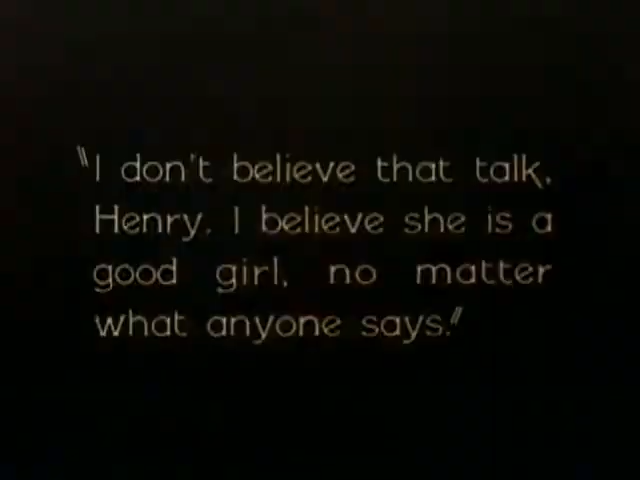 "I don't believe that talk,
Henry. I believe she is a
good girl, no matter
what anyone says."